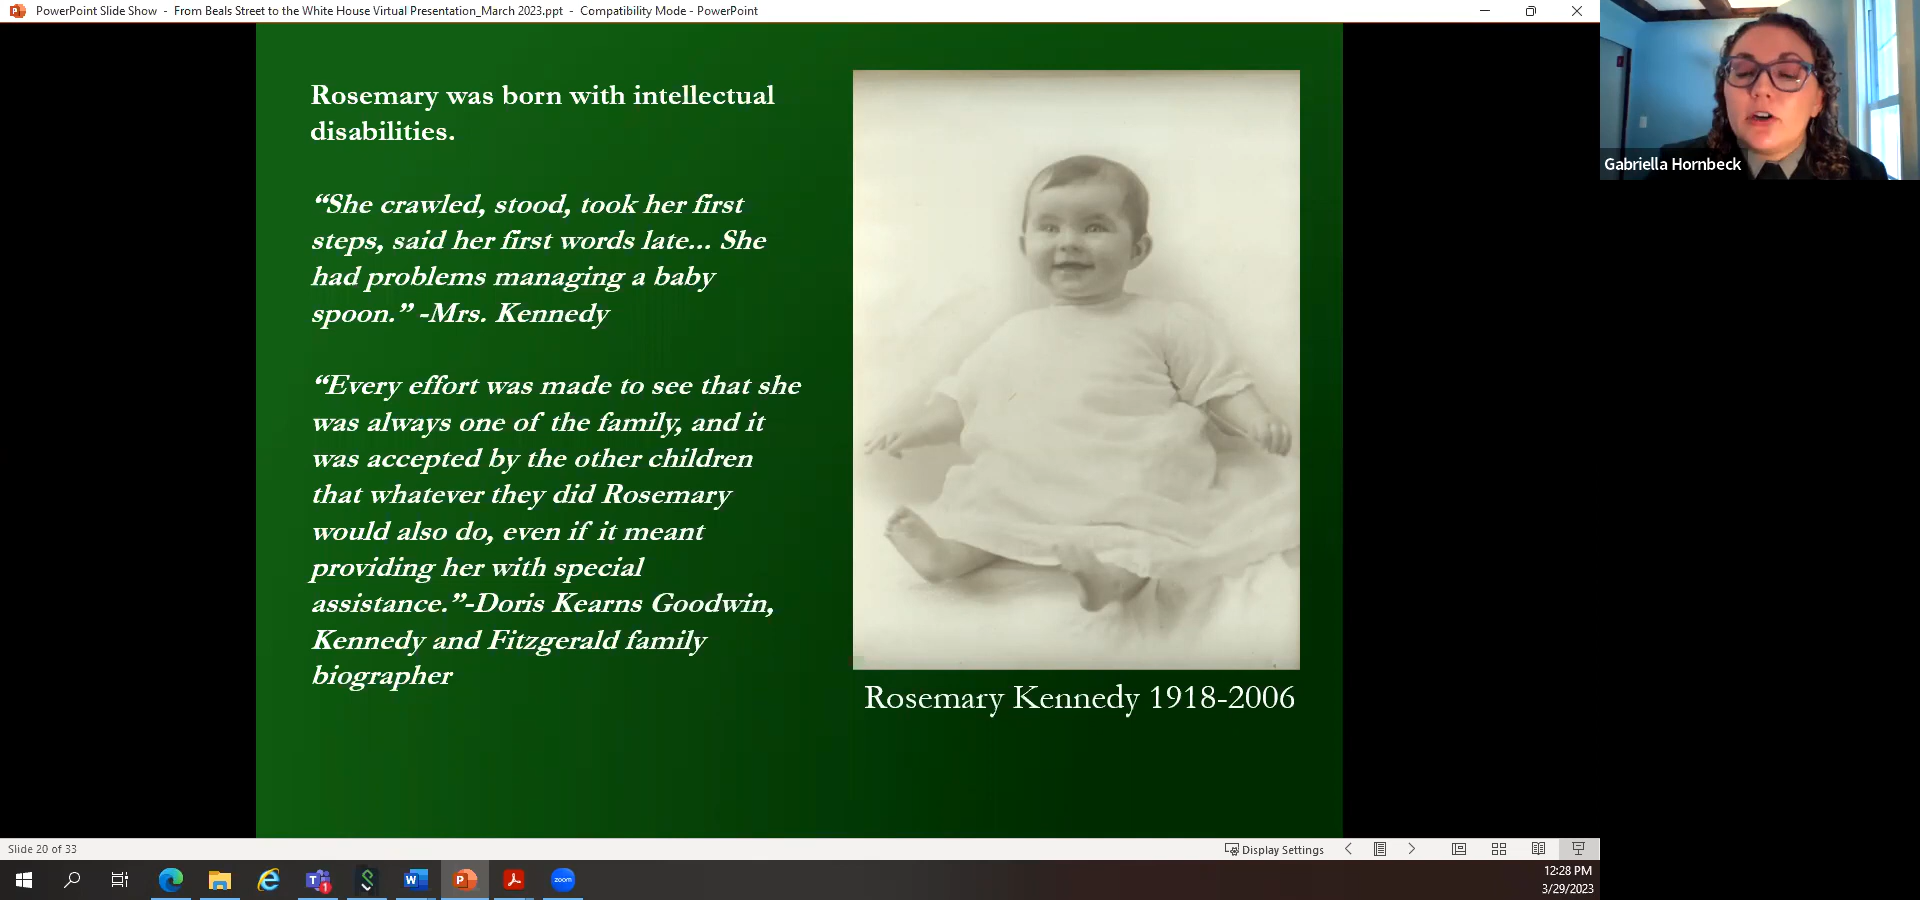 PowerPoint Slide Show - From Beals Street to the White House Virtual Presentation_March 2023.ppt - Compatibility Mode - PowerPoint
Gabriella Hornbeck
Rosemary was born with intellectual
disabilities.
“She crawled, stood, took her first
steps, said her first words late... She
had problems managing a baby
spoon.” -Mrs. Kennedy
“Every effort was made to see that she
was always one of the family, and it
was accepted by the other children
that whatever they did Rosemary
would also do, even if it meant
providing her with special
assistance.”-Doris Kearns Goodwin,
Kennedy and Fitzgerald family
biographer
Rosemary Kennedy 1918-2006
Slide 20 of 33
Display Settings
zoom
12:28 PM
3/29/2023